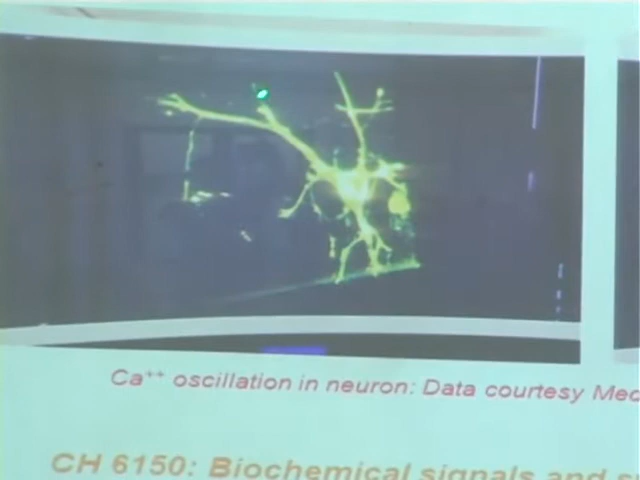 Ca⁺⁺ oscillation in neuron: Data courtesy
CH 6150: Biochemical signals and